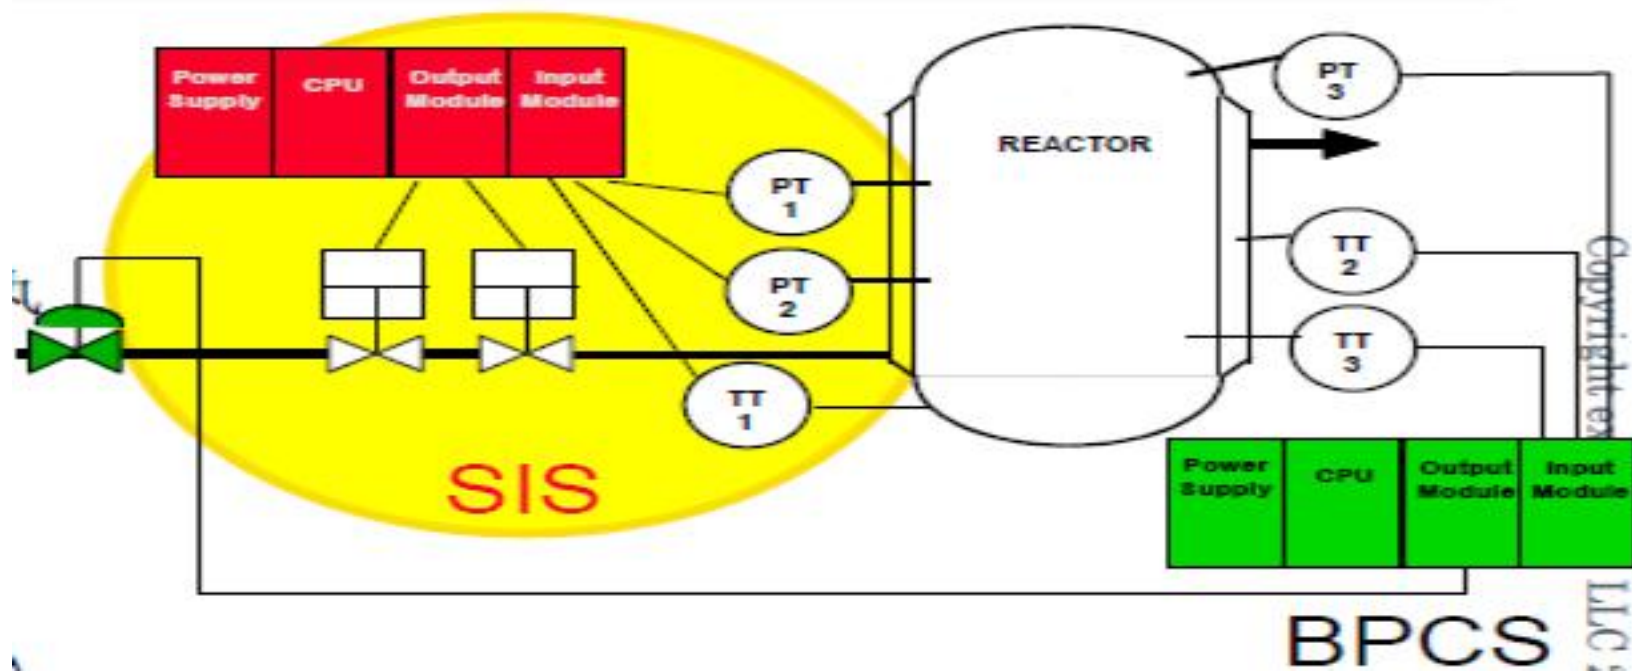 Power
Supply
CPU
Output
Module
Input
Module
REACTOR
PT
1
PT
2
TT
1
PT
3
TT
2
TT
3
SIS
Power
Supply
CPU
Output
Module
Input
Module
BPCS
Copyright ex
LLC